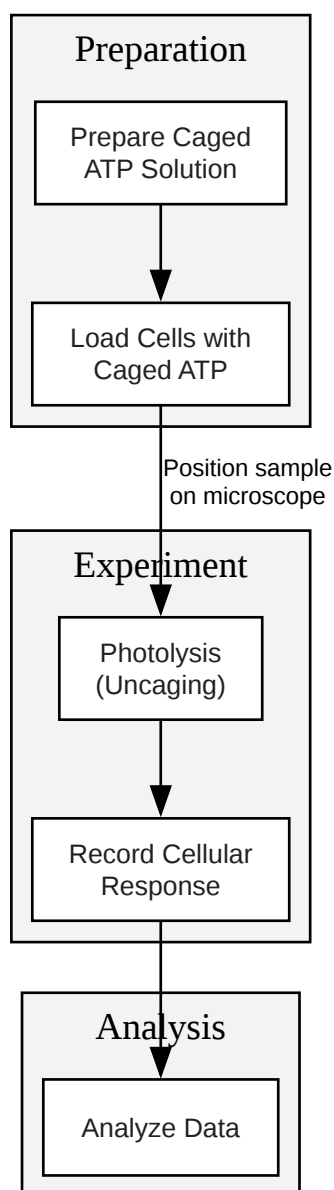 Preparation
Prepare Caged
ATP Solution
Load Cells with
Caged ATP
Position sample
on microscope
Experiment
Photolysis
(Uncaging)
Record Cellular
Response
Analysis
Analyze Data